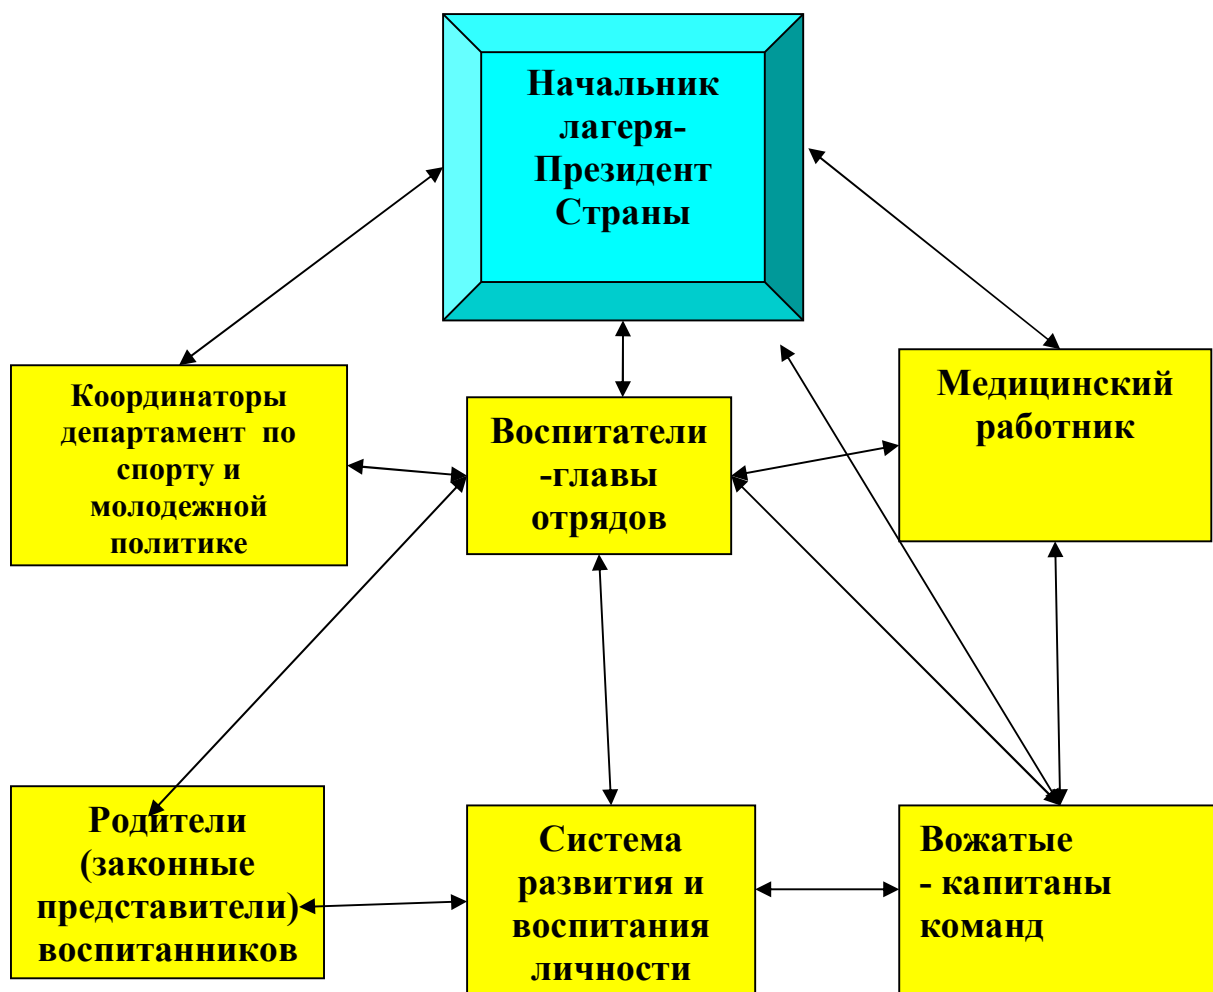 Начальник
лагеря-
Президент
Страны
Координаторы
департамент по
спорту и
молодежной
политике
Воспитатели
-главы
отрядов
Медицинский
работник
Родители
(законные
представители)
воспитанников
Система
развития и
воспитания
личности
Вожатые
- капитаны
команд